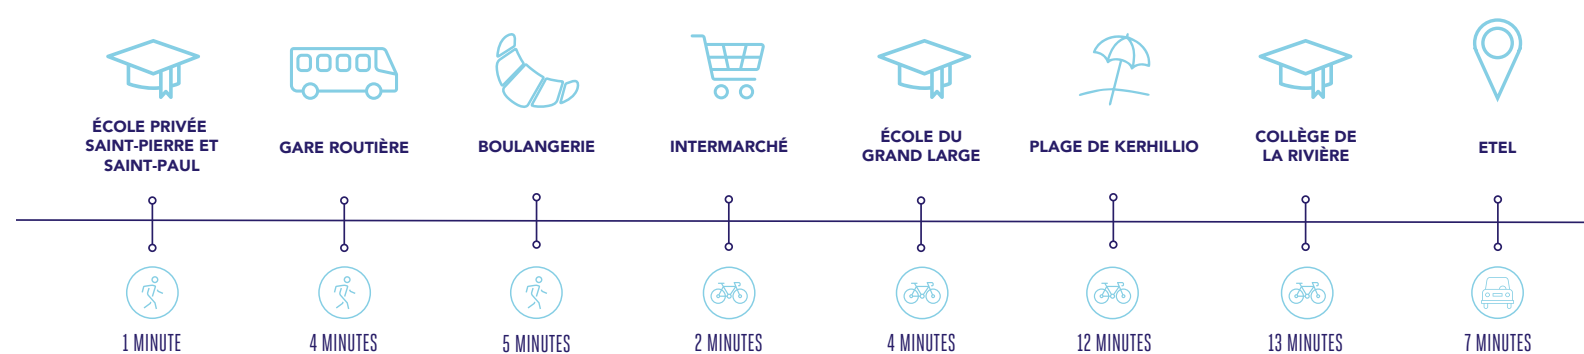 ÉCOLE PRIVÉE
SAINT-PIERRE ET
SAINT-PAUL
GARE ROUTIÈRE
BOULANGERIE
INTERMARCHÉ
ÉCOLE DU
GRAND LARGE
PLAGE DE KERHILLIO
COLLÈGE DE
LA RIVIÈRE
ETEL
1 MINUTE
4 MINUTES
5 MINUTES
2 MINUTES
4 MINUTES
12 MINUTES
13 MINUTES
7 MINUTES